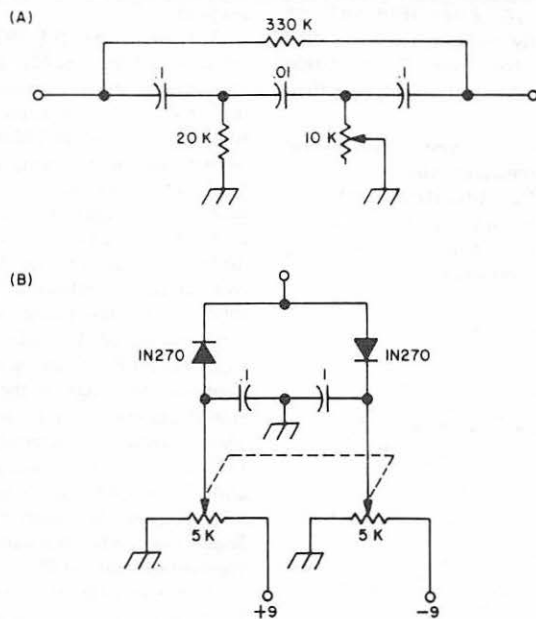 (A)
330 K
.1 .01 .1
20 K 10 K
(B)
IN270 IN270
.1 .1
5 K 5 K
+9 -9